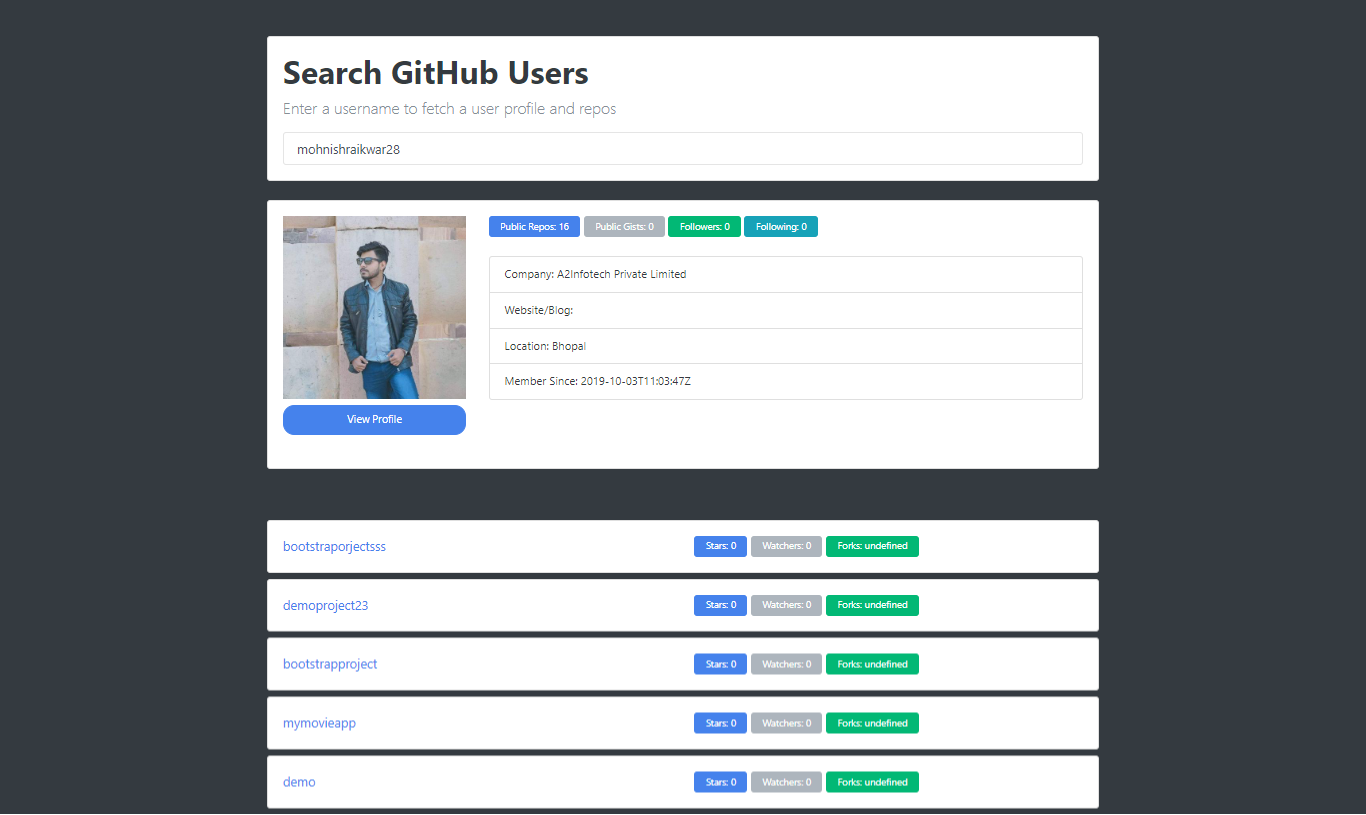 Search GitHub Users
Enter a username to fetch a user profile and repos
mohnishraikwar28
Public Repos: 16 Public Gists: 0 Followers: 0 Following: 0
Company: A2Infotech Private Limited
Website/Blog:
Location: Bhopal
Member Since: 2019-10-03T11:03:47Z
View Profile
bootstraporjectsss Stars: 0 Watchers: 0 Forks: undefined
demoproject23 Stars: 0 Watchers: 0 Forks: undefined
bootstrapproject Stars: 0 Watchers: 0 Forks: undefined
mymovieapp Stars: 0 Watchers: 0 Forks: undefined
demo Stars: 0 Watchers: 0 Forks: undefined